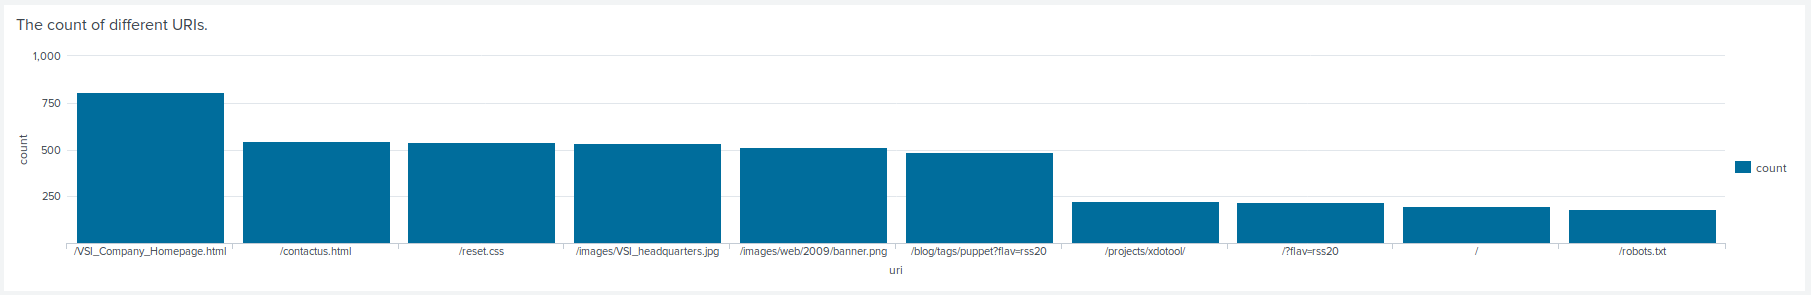 The count of different URIs.
1,000
750
500
250
count
/VSI_Company_Homepage.html
/contactus.html
/reset.css
/images/VSI_headquarters.jpg
/images/web/2009/banner.png
/blog/tags/puppet?flav=rss20
/projects/xdotool/
/?flav=rss20
/
/robots.txt
uri
count